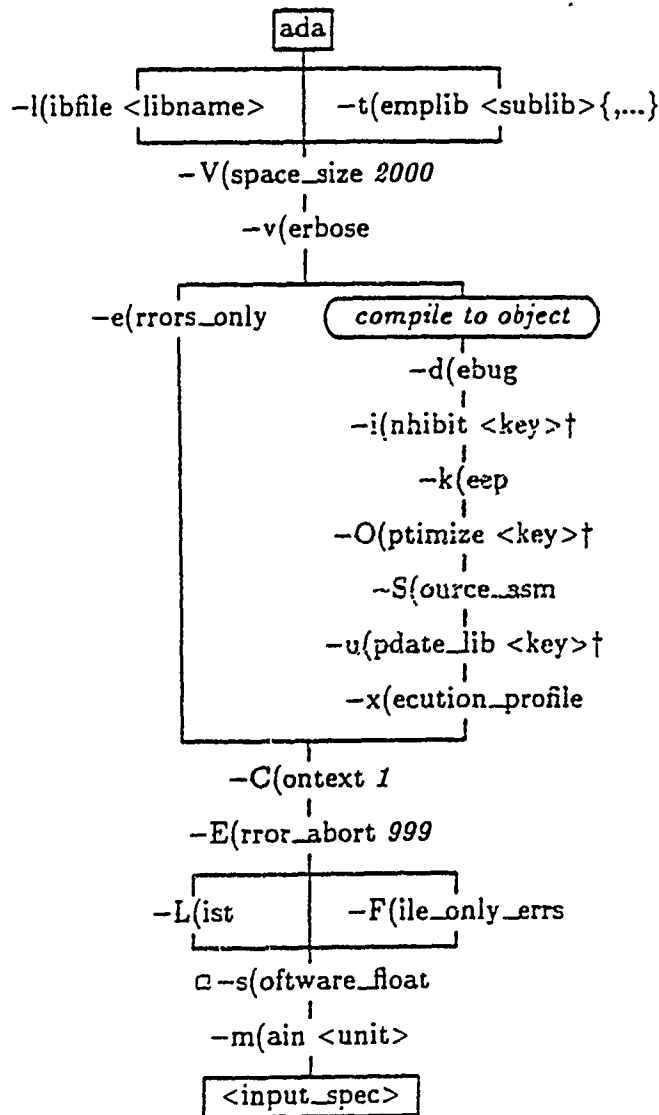 ada
–l(ibfile <libname> –t(emplib <sublib>{,...}
–V(space_size 2000
–v(erbose
–e(rrors_only compile to object
–d(ebug
–i(nhibit <key>†
–k(eep
–O(ptimize <key>†
–S(ource_asm
–u(pdate_lib <key>†
–x(ecution_profile
–C(ontext 1
–E(rror_abort 999
–L(ist –F(ile_only_errs
–s(oftware_float
–m(ain <unit>
<input_spec>